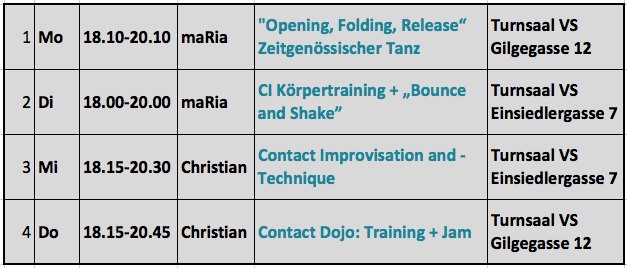 1 Mo 18.10-20.10 maRia "Opening, Folding, Release“ Zeitgenössischer Tanz Turnsaal VS Gilgegasse 12
2 Di 18.00-20.00 maRia CI Körpertraining + „Bounce and Shake” Turnsaal VS Einsiedlergasse 7
3 Mi 18.15-20.30 Christian Contact Improvisation and - Technique Turnsaal VS Einsiedlergasse 7
4 Do 18.15-20.45 Christian Contact Dojo: Training + Jam Turnsaal VS Gilgegasse 12